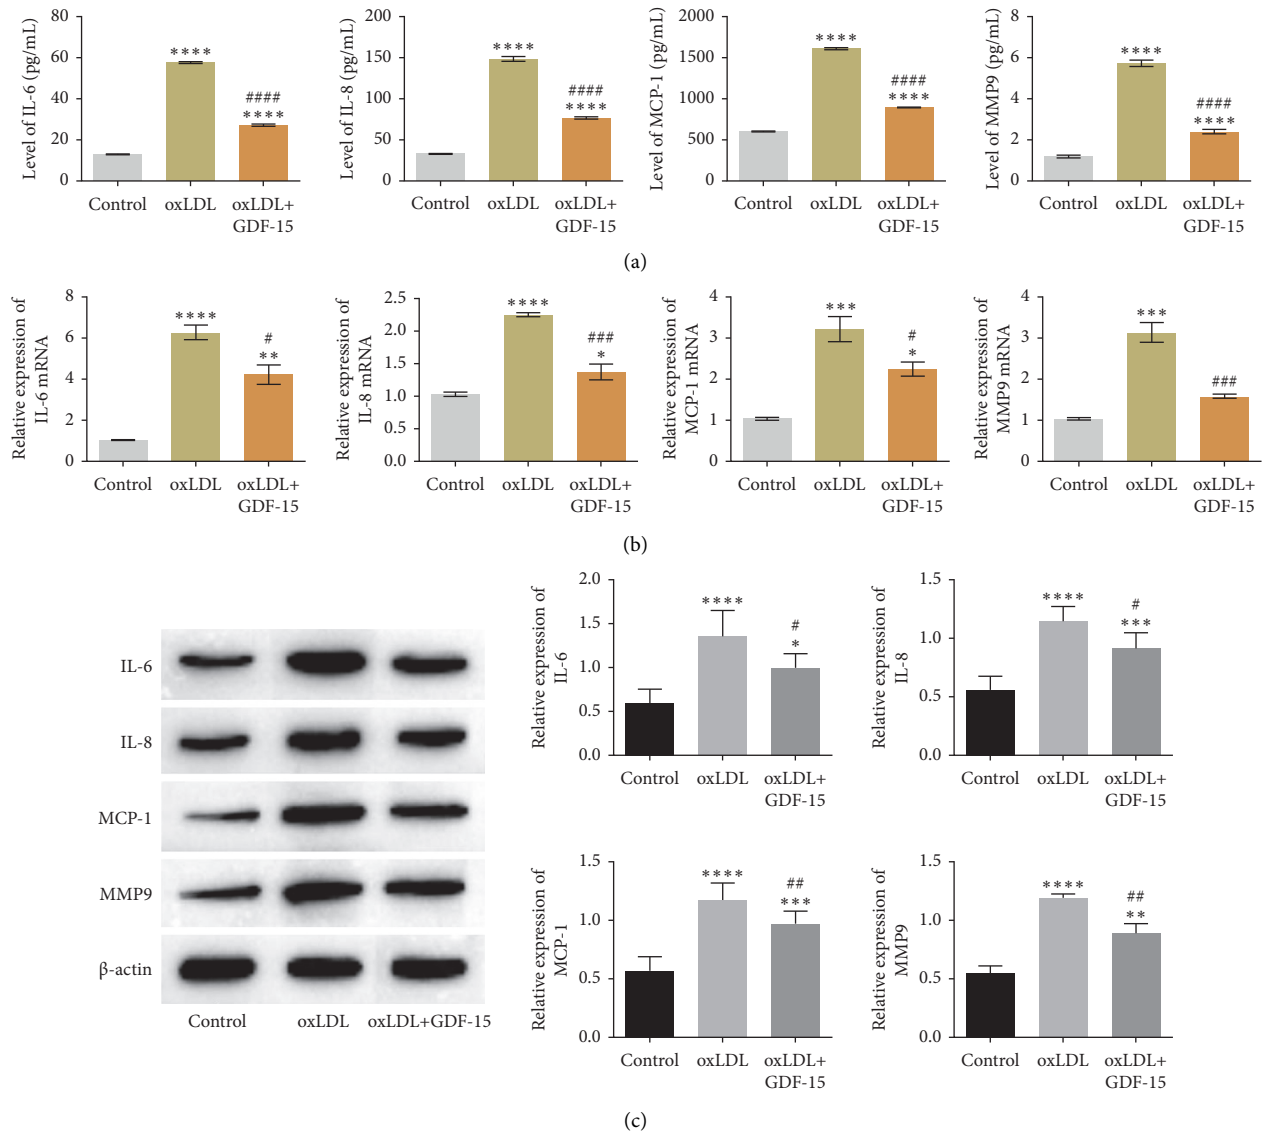 Level of IL-6 (pg/mL)
80
60
40
20
0
****
####
****
Control
oxLDL
oxLDL+
GDF-15
Level of IL-8 (pg/mL)
200
150
100
50
0
****
####
****
Control
oxLDL
oxLDL+
GDF-15
Level of MCP-1 (pg/mL)
2000
1500
1000
500
0
****
####
****
Control
oxLDL
oxLDL+
GDF-15
Level of MMP9 (pg/mL)
8
6
4
2
0
****
####
****
Control
oxLDL
oxLDL+
GDF-15
(a)
Relative expression of
IL-6 mRNA
8
6
4
2
0
****
#
**
Control
oxLDL
oxLDL+
GDF-15
Relative expression of
IL-8 mRNA
2.5
2.0
1.5
1.0
0.5
0.0
****
###
*
Control
oxLDL
oxLDL+
GDF-15
Relative expression of
MCP-1 mRNA
4
3
2
1
0
***
#
*
Control
oxLDL
oxLDL+
GDF-15
Relative expression of
MMP9 mRNA
4
3
2
1
0
***
###
Control
oxLDL
oxLDL+
GDF-15
(b)
IL-6
IL-8
MCP-1
MMP9
β-actin
Control
oxLDL
oxLDL+GDF-15
Relative expression of
IL-6
2.0
1.5
1.0
0.5
0.0
****
#
*
Control
oxLDL
oxLDL+
GDF-15
Relative expression of
IL-8
1.5
1.0
0.5
0.0
****
#
***
Control
oxLDL
oxLDL+
GDF-15
Relative expression of
MCP-1
1.5
1.0
0.5
0.0
****
##
***
Control
oxLDL
oxLDL+
GDF-15
Relative expression of
MMP9
1.5
1.0
0.5
0.0
****
##
**
Control
oxLDL
oxLDL+
GDF-15
(c)